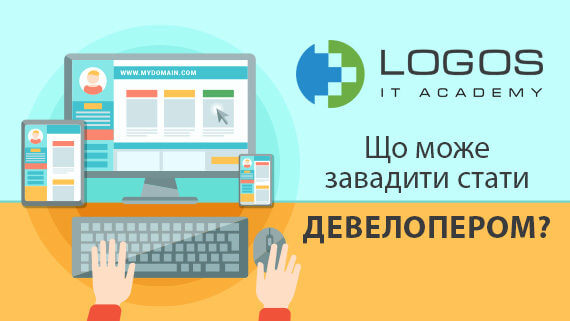 WWW.MYDOMAIN.COM
LOGOS
IT ACADEMY
Що може
завадити стати
ДЕВЕЛОПЕРОМ?